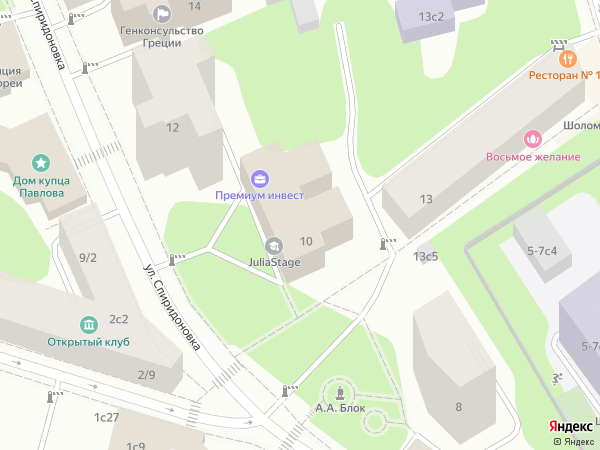 14
Генконсульство
Греции
13с2
Спиридоновка
Ресторан № 1
12
Шолом
Восьмое желание
Дом купца
Павлова
Премиум инвест
13
10
JuliaStage
9/2
13с5
5-7с4
ул. Спиридоновка
2с2
Открытый клуб
2/9
А.А. Блок
8
1с27
1с9
Яндекс
© Яндекс